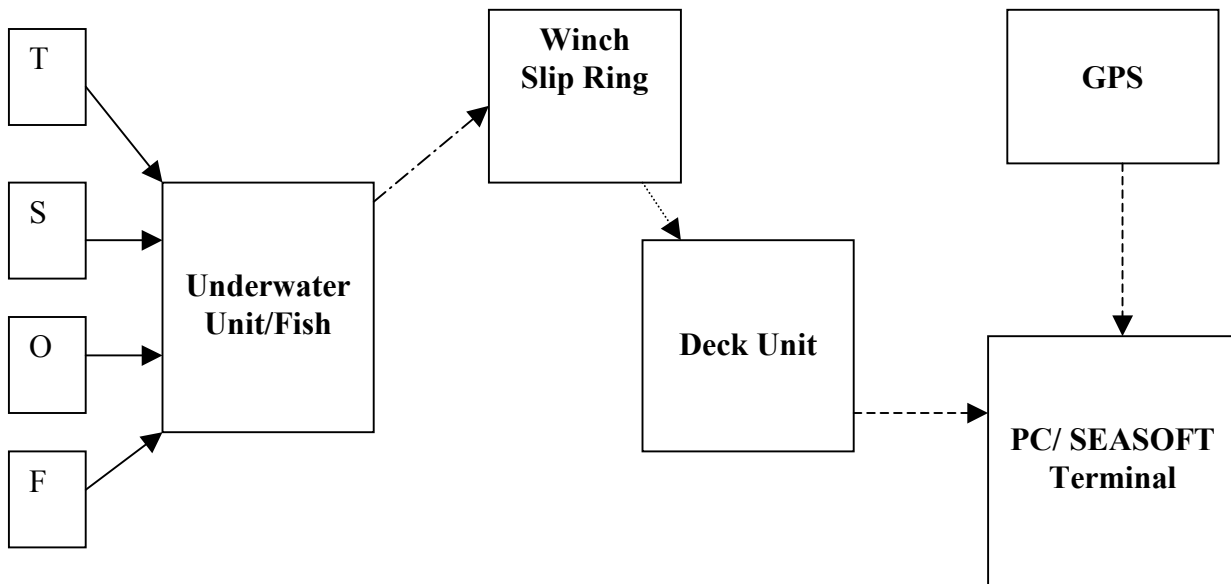 T
S
O
F
Underwater
Unit/Fish
Winch
Slip Ring
Deck Unit
GPS
PC/ SEASOFT
Terminal